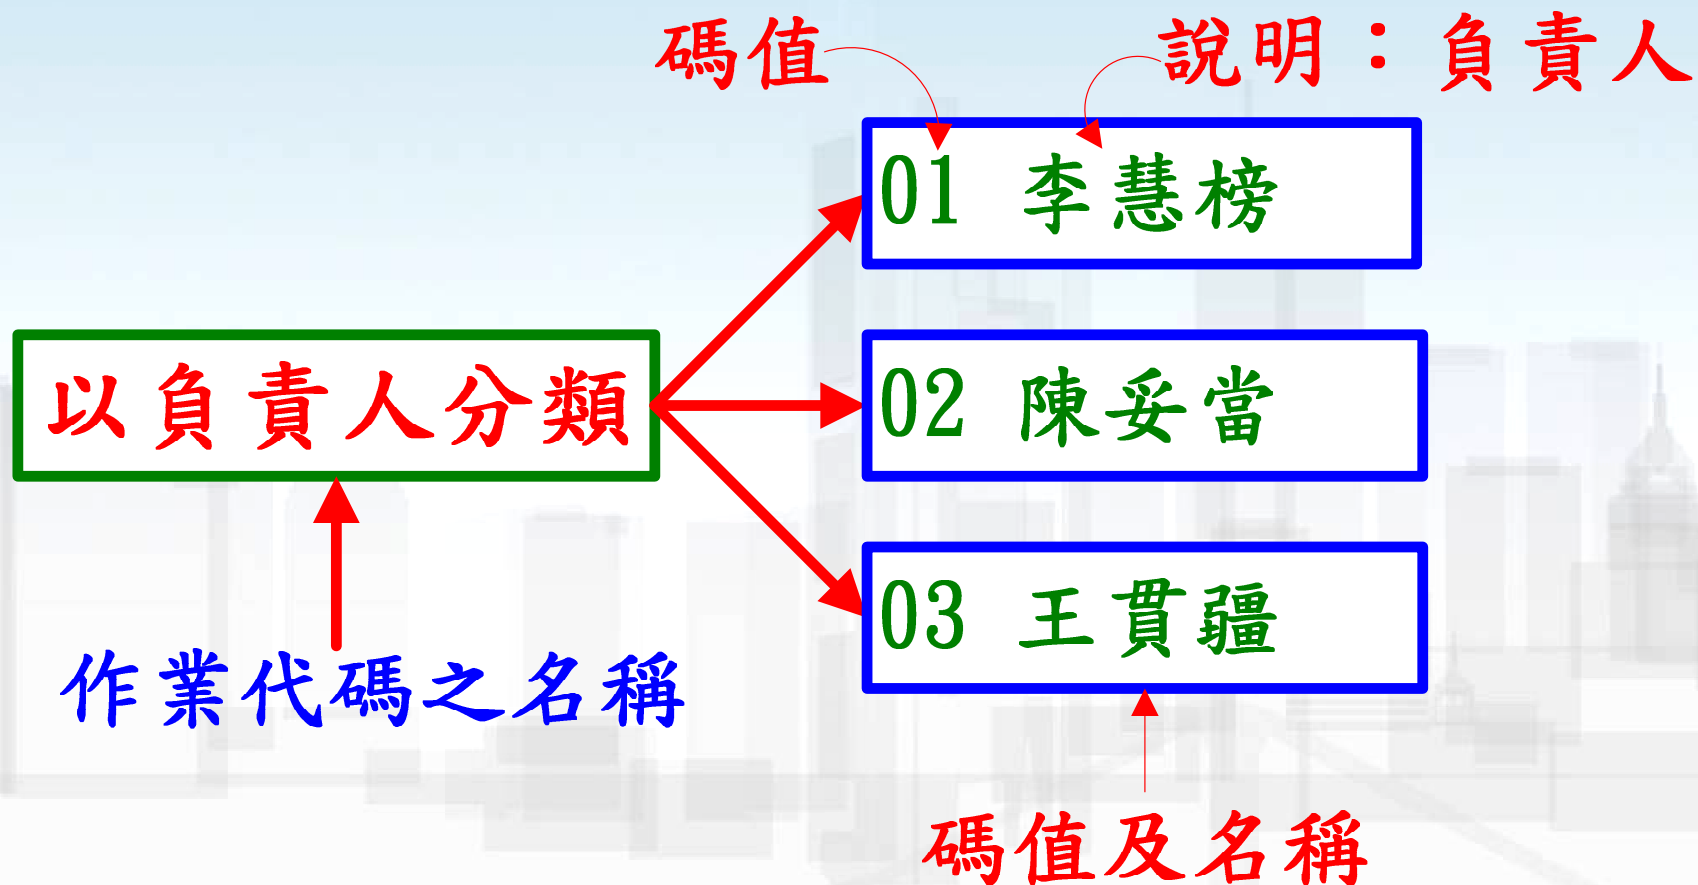 碼值
說明：負責人
01 李慧榜
以負責人分類
02 陳妥當
03 王貫疆
作業代碼之名稱
碼值及名稱